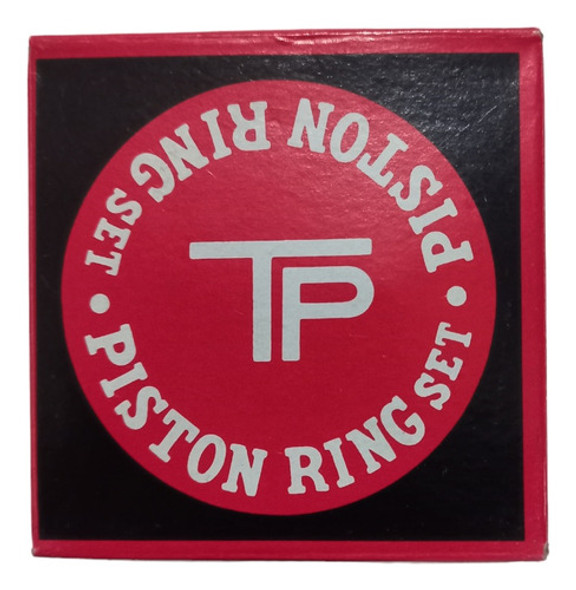 PISTON RING SET
TP
• PISTON RING SET •